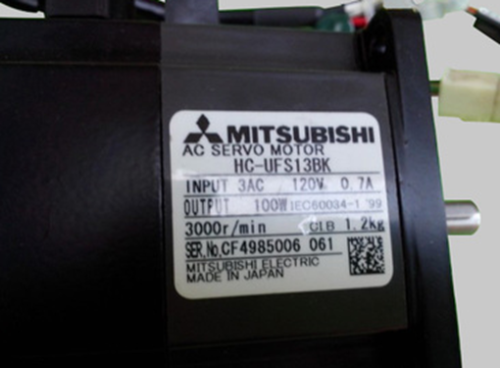 MITSUBISHI
AC SERVO MOTOR
HC-UFS13BK
INPUT 3AC 120V 0.7A
OUTPUT 100W IEC60034-1 '99
3000r/min Cl.B 1.2kg
SER.No.CF4985006 061
MITSUBISHI ELECTRIC
MADE IN JAPAN